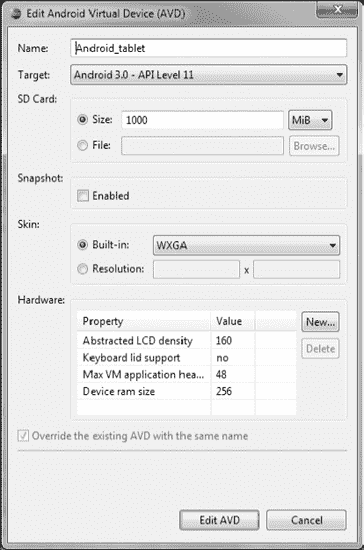 Edit Android Virtual Device (AVD)
Name: Android_tablet
Target: Android 3.0 - API Level 11
SD Card:
Size: 1000 MiB
File: Browse...
Snapshot:
Enabled
Skin:
Built-in: WXGA
Resolution: x
Hardware:
Property Value New...
Abstracted LCD density 160 Delete
Keyboard lid support no
Max VM application hea... 48
Device ram size 256
Override the existing AVD with the same name
Edit AVD Cancel